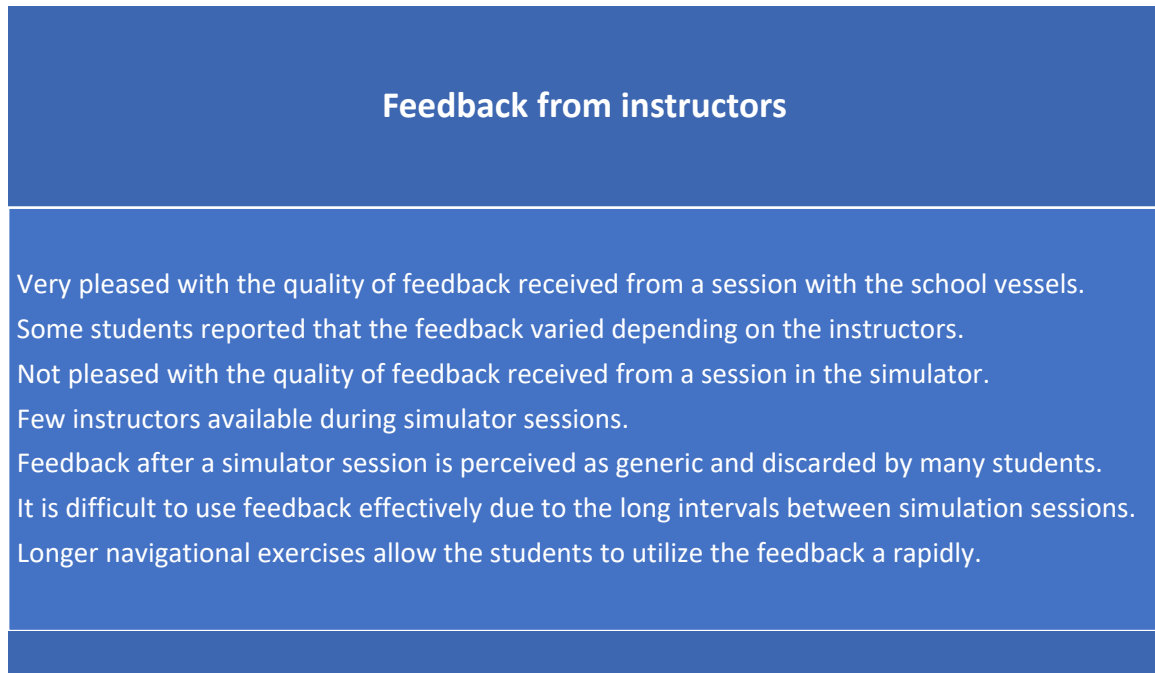 Feedback from instructors
Very pleased with the quality of feedback received from a session with the school vessels.
Some students reported that the feedback varied depending on the instructors.
Not pleased with the quality of feedback received from a session in the simulator.
Few instructors available during simulator sessions.
Feedback after a simulator session is perceived as generic and discarded by many students.
It is difficult to use feedback effectively due to the long intervals between simulation sessions.
Longer navigational exercises allow the students to utilize the feedback a rapidly.